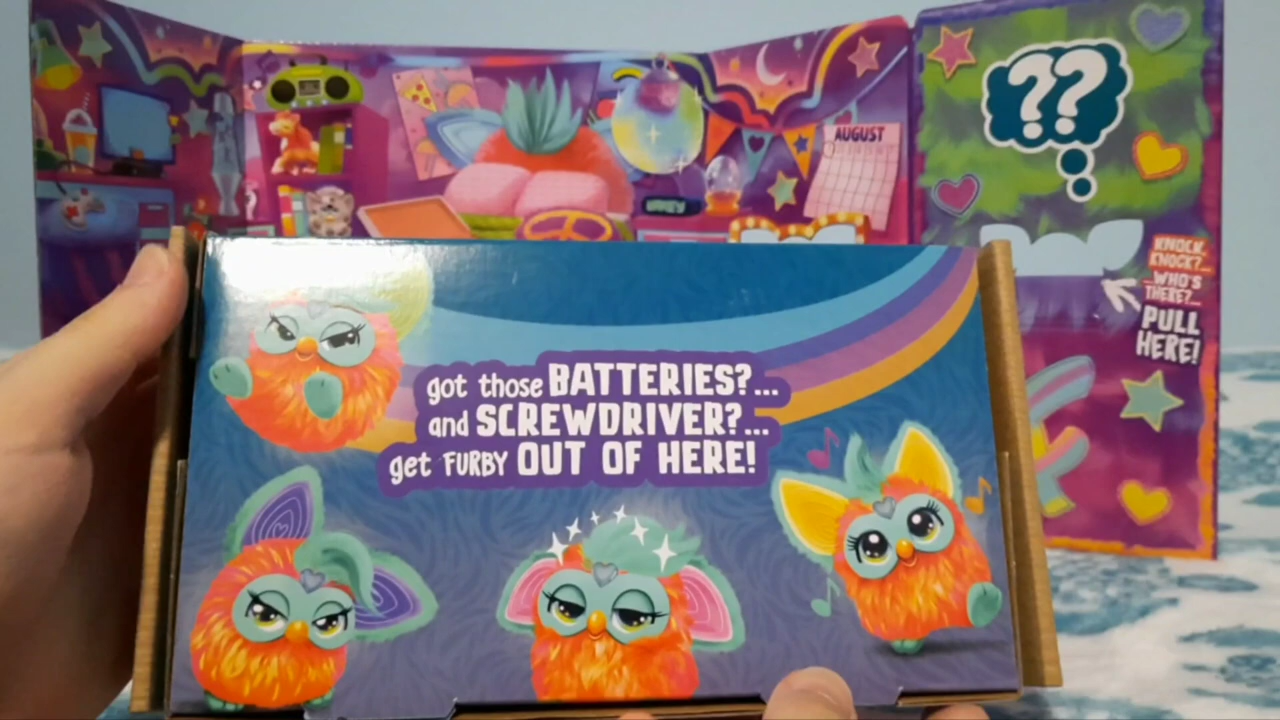 AUGUST
??
KNOCK,
KNOCK?...
...WHO'S
THERE?...
PULL
HERE!
got those BATTERIES?...
and SCREWDRIVER?...
get FURBY OUT OF HERE!